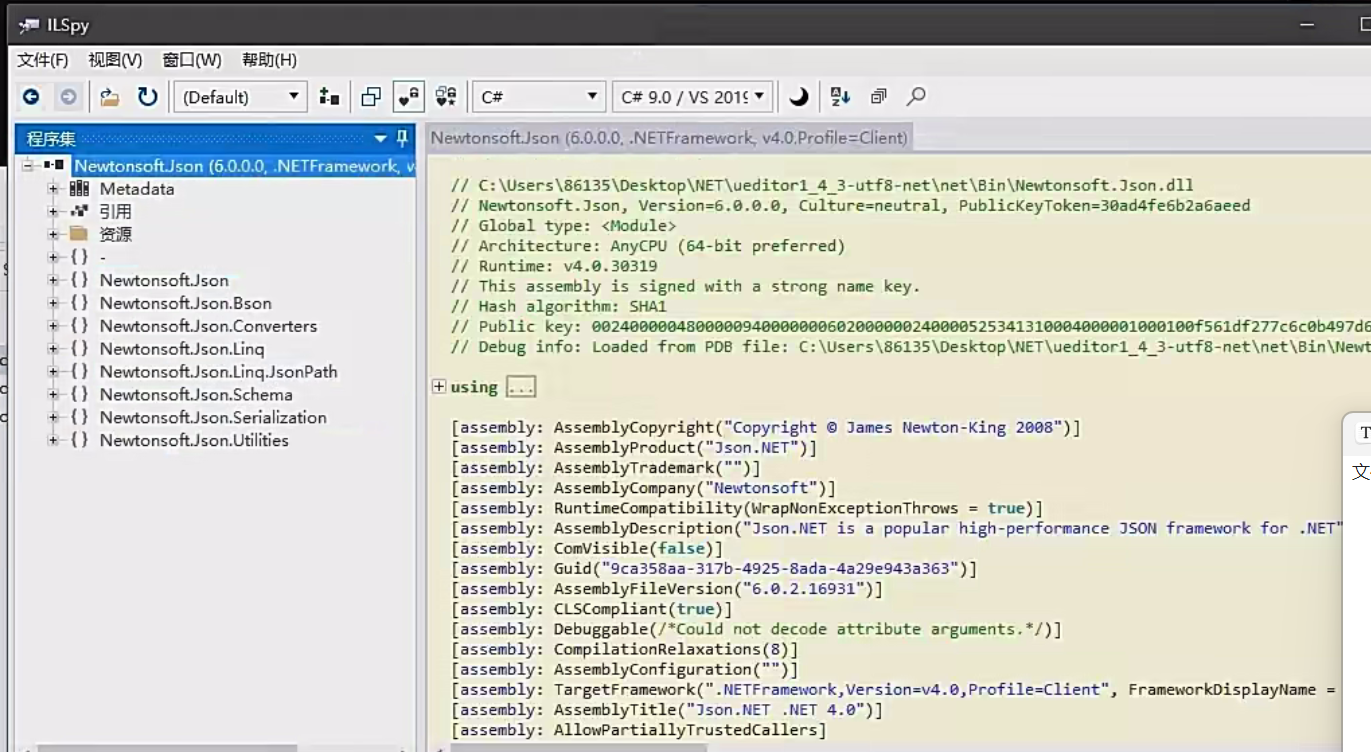 ILSpy
文件(F) 视图(V) 窗口(W) 帮助(H)
(Default) C# C# 9.0 / VS 2019
程序集
Newtonsoft.Json (6.0.0.0, .NETFramework, v4.0.Profile=Client)
Newtonsoft.Json (6.0.0.0, .NETFramework, v
Metadata
引用
资源
{ } -
{ } Newtonsoft.Json
{ } Newtonsoft.Json.Bson
{ } Newtonsoft.Json.Converters
{ } Newtonsoft.Json.Linq
{ } Newtonsoft.Json.Linq.JsonPath
{ } Newtonsoft.Json.Schema
{ } Newtonsoft.Json.Serialization
{ } Newtonsoft.Json.Utilities
// C:\Users\86135\Desktop\NET\ueditor1_4_3-utf8-net\net\Bin\Newtonsoft.Json.dll
// Newtonsoft.Json, Version=6.0.0.0, Culture=neutral, PublicKeyToken=30ad4fe6b2a6aeed
// Global type: <Module>
// Architecture: AnyCPU (64-bit preferred)
// Runtime: v4.0.30319
// This assembly is signed with a strong name key.
// Hash algorithm: SHA1
// Public key: 0024000004800000940000000602000000240000525341310004000001000100f561df277c6c0b497d6
// Debug info: Loaded from PDB file: C:\Users\86135\Desktop\NET\ueditor1_4_3-utf8-net\net\Bin\Newt
using ...
[assembly: AssemblyCopyright("Copyright © James Newton-King 2008")]
[assembly: AssemblyProduct("Json.NET")]
[assembly: AssemblyTrademark("")]
[assembly: AssemblyCompany("Newtonsoft")]
[assembly: RuntimeCompatibility(WrapNonExceptionThrows = true)]
[assembly: AssemblyDescription("Json.NET is a popular high-performance JSON framework for .NET"
[assembly: ComVisible(false)]
[assembly: Guid("9ca358aa-317b-4925-8ada-4a29e943a363")]
[assembly: AssemblyFileVersion("6.0.2.16931")]
[assembly: CLSCompliant(true)]
[assembly: Debuggable(/*Could not decode attribute arguments.*/)]
[assembly: CompilationRelaxations(8)]
[assembly: AssemblyConfiguration("")]
[assembly: TargetFramework(".NETFramework,Version=v4.0,Profile=Client", FrameworkDisplayName =
[assembly: AssemblyTitle("Json.NET .NET 4.0")]
[assembly: AllowPartiallyTrustedCallers]
T
文